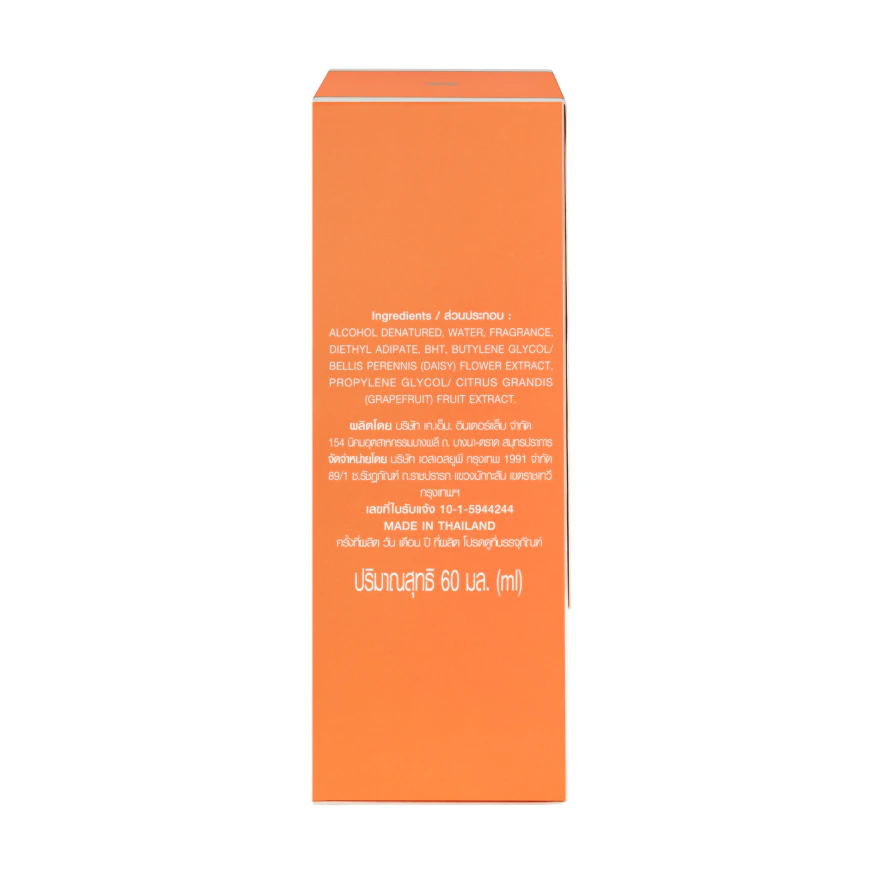 Ingredients / ส่วนประกอบ :
ALCOHOL DENATURED, WATER, FRAGRANCE,
DIETHYL ADIPATE, BHT, BUTYLENE GLYCOL/
BELLIS PERENNIS (DAISY) FLOWER EXTRACT,
PROPYLENE GLYCOL/ CITRUS GRANDIS
(GRAPEFRUIT) FRUIT EXTRACT.
ผลิตโดย บริษัท เค.เอ็ม. อินเตอร์แล็บ จำกัด
154 นิคมอุตสาหกรรมบางพลี ถ. บางนา-ตราด สมุทรปราการ
จัดจำหน่ายโดย บริษัท เอสเอสยูพี กรุงเทพ 1991 จำกัด
89/1 ซ.รัชฎภัณฑ์ ถ.ราชปรารภ แขวงมักกะสัน เขตราชเทวี
กรุงเทพฯ
เลขที่ใบรับแจ้ง 10-1-5944244
MADE IN THAILAND
ครั้งที่ผลิต วัน เดือน ปี ที่ผลิต โปรดดูที่บรรจุภัณฑ์
ปริมาณสุทธิ 60 มล. (ml)